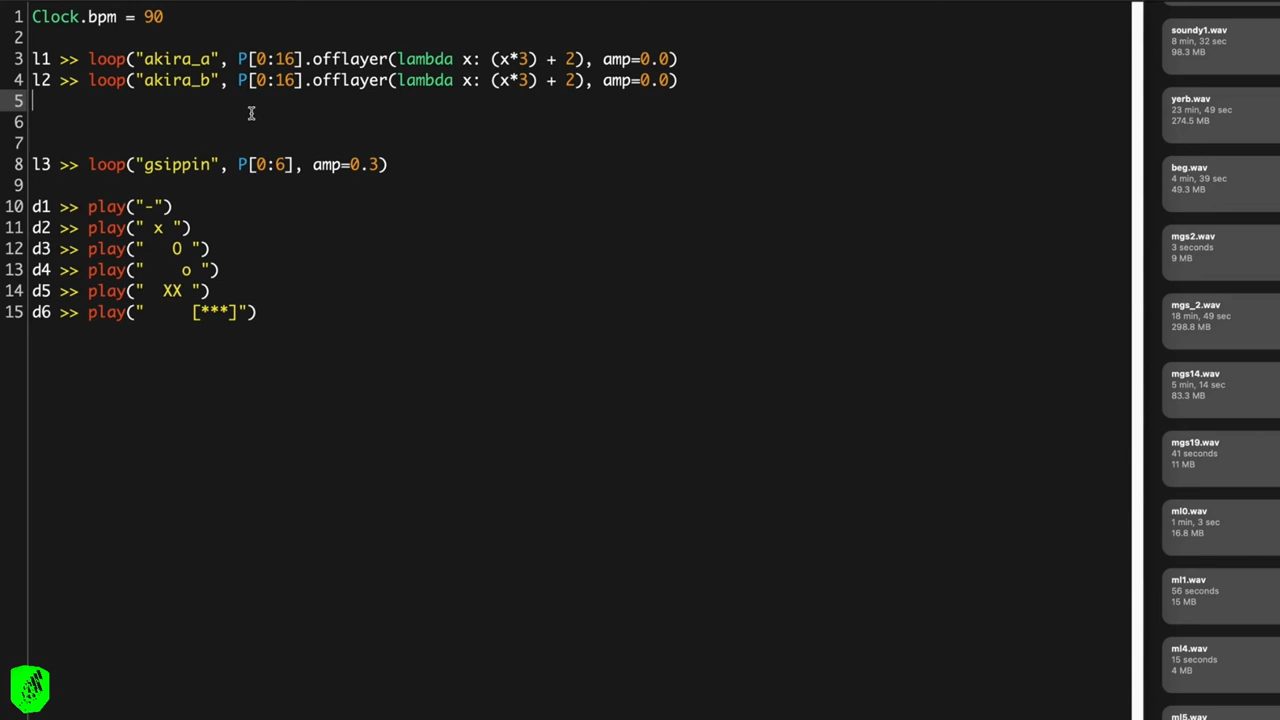 1 Clock.bpm = 90
2
3 l1 >> loop("akira_a", P[0:16].offlayer(lambda x: (x*3) + 2), amp=0.0)
4 l2 >> loop("akira_b", P[0:16].offlayer(lambda x: (x*3) + 2), amp=0.0)
5
6
7
8 l3 >> loop("gsippin", P[0:6], amp=0.3)
9
10 d1 >> play("-")
11 d2 >> play(" x ")
12 d3 >> play("   O ")
13 d4 >> play("    o ")
14 d5 >> play("  XX ")
15 d6 >> play("     [***]")
soundy1.wav
8 min, 32 sec
98.3 MB
yerb.wav
23 min, 49 sec
274.5 MB
beg.wav
4 min, 39 sec
49.3 MB
mgs2.wav
3 seconds
9 MB
mgs_2.wav
18 min, 49 sec
298.8 MB
mgs14.wav
5 min, 14 sec
83.3 MB
mgs19.wav
41 seconds
11 MB
ml0.wav
1 min, 3 sec
16.8 MB
ml1.wav
56 seconds
15 MB
ml4.wav
15 seconds
4 MB
ml5.wav